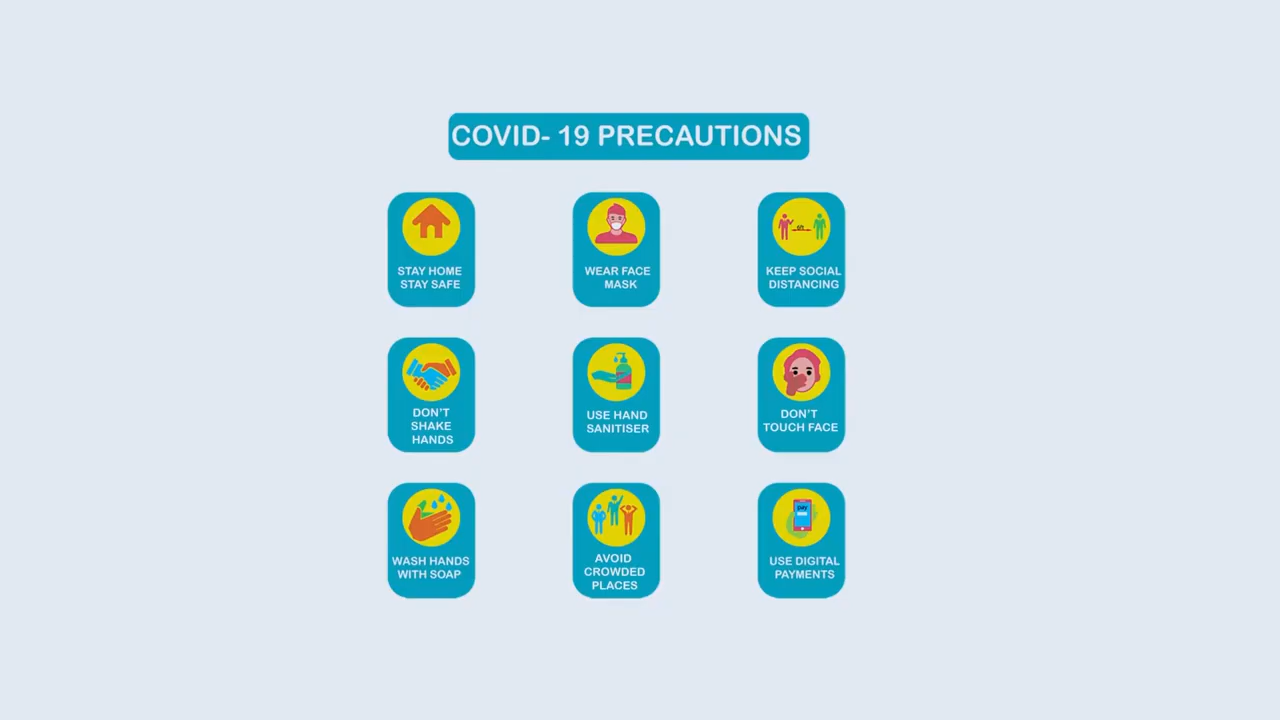 COVID- 19 PRECAUTIONS
STAY HOME
STAY SAFE
WEAR FACE
MASK
KEEP SOCIAL
DISTANCING
DON'T
SHAKE
HANDS
USE HAND
SANITISER
DON'T
TOUCH FACE
WASH HANDS
WITH SOAP
AVOID
CROWDED
PLACES
PAY
USE DIGITAL
PAYMENTS